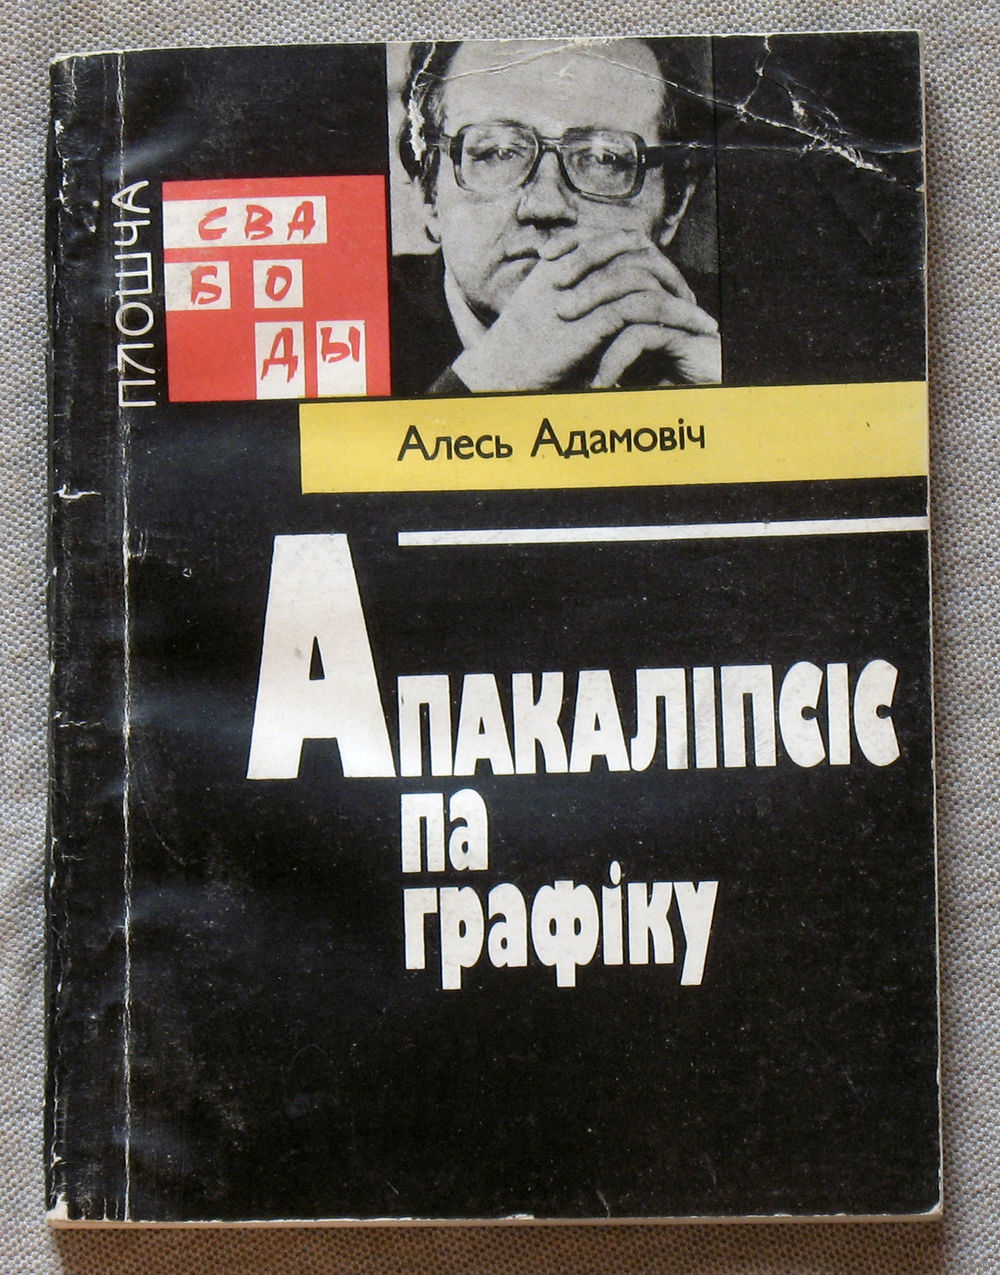 ПЛОШЧА
СВА
БО
ДЫ
Алесь Адамовіч
Апакаліпсіс
па
графіку